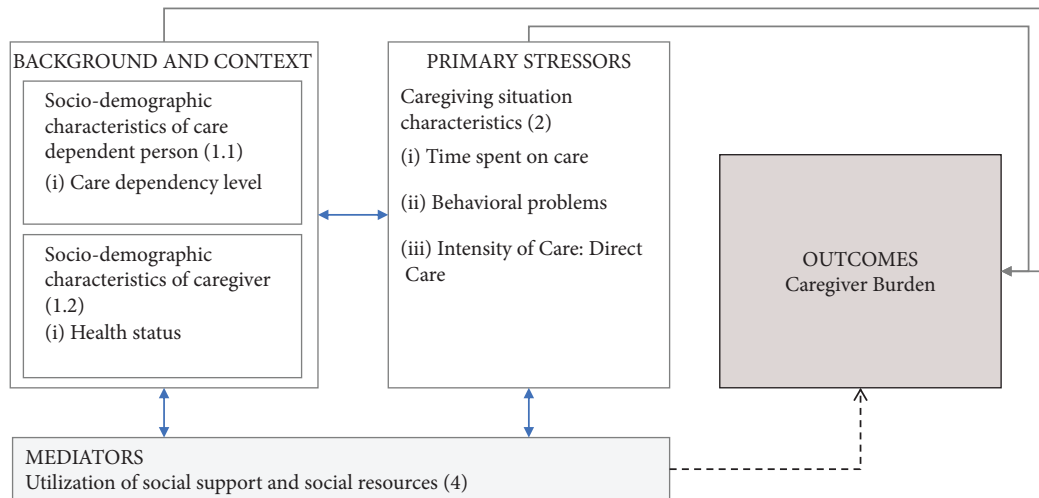 BACKGROUND AND CONTEXT
Socio-demographic
characteristics of care
dependent person (1.1)
(i) Care dependency level
Socio-demographic
characteristics of caregiver
(1.2)
(i) Health status
PRIMARY STRESSORS
Caregiving situation
characteristics (2)
(i) Time spent on care
(ii) Behavioral problems
(iii) Intensity of Care: Direct
Care
OUTCOMES
Caregiver Burden
MEDIATORS
Utilization of social support and social resources (4)